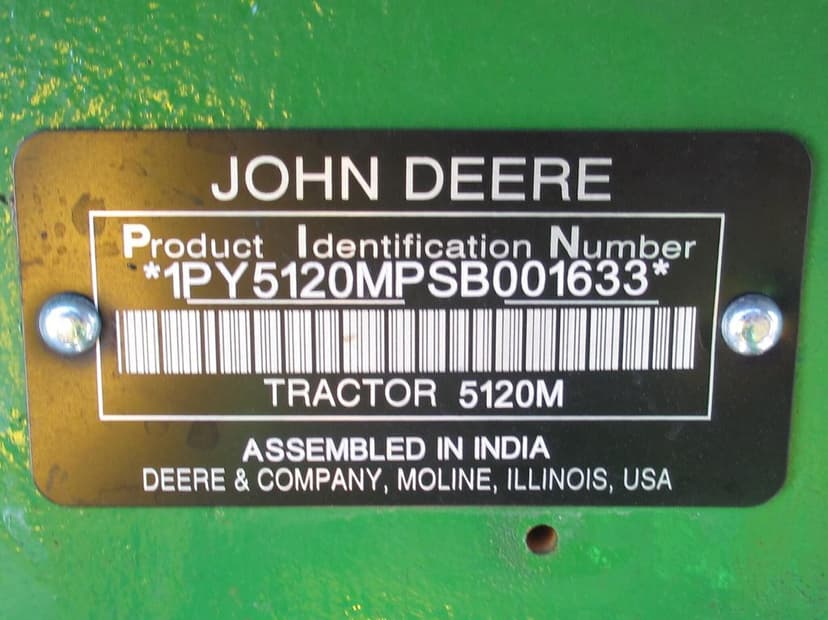 JOHN DEERE
Product Identification Number
*1PY5120MPSB001633*
TRACTOR 5120M
ASSEMBLED IN INDIA
DEERE & COMPANY, MOLINE, ILLINOIS, USA